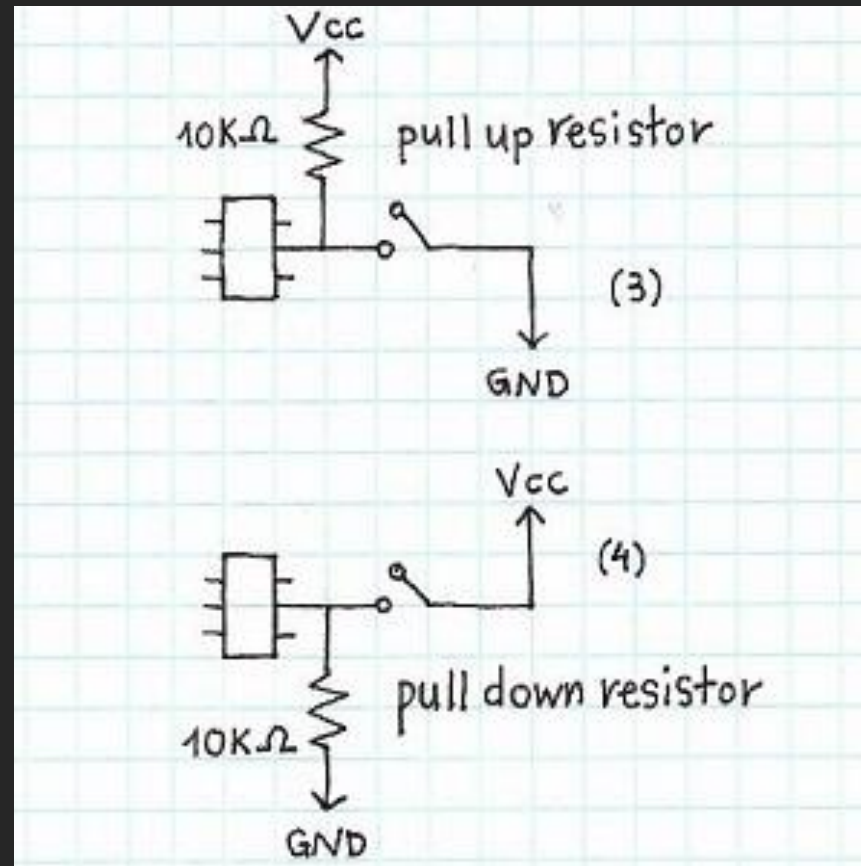 Vcc
10KΩ pull up resistor
(3)
GND
Vcc
(4)
pull down resistor
10KΩ
GND